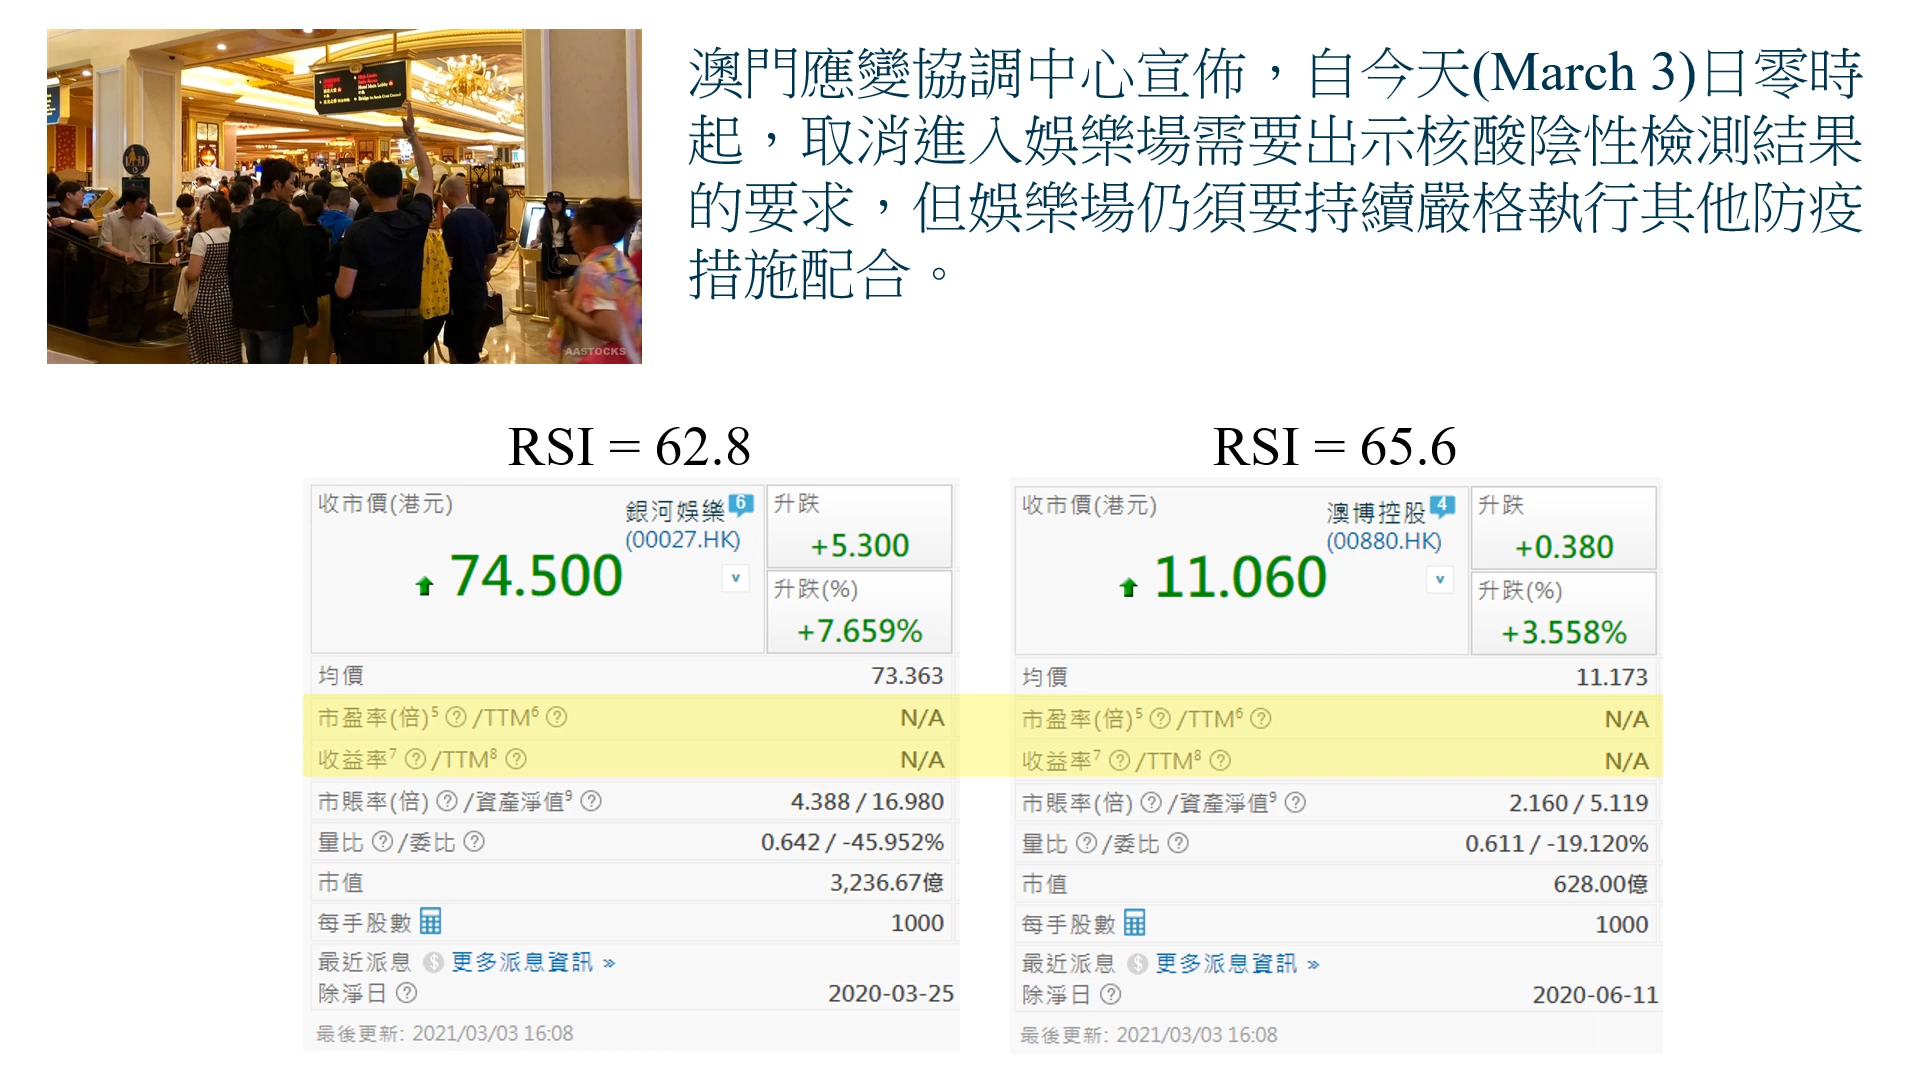 澳門應變協調中心宣佈，自今天(March 3)日零時
起，取消進入娛樂場需要出示核酸陰性檢測結果
的要求，但娛樂場仍須要持續嚴格執行其他防疫
措施配合。
AASTOCKS
RSI = 62.8
收市價(港元)
銀河娛樂 6
(00027.HK)
74.500
升跌
+5.300
升跌(%)
+7.659%
均價 73.363
市盈率(倍)5 /TTM6 N/A
收益率7 /TTM8 N/A
市賬率(倍) /資產淨值9 4.388 / 16.980
量比 /委比 0.642 / -45.952%
市值 3,236.67億
每手股數 1000
最近派息 $ 更多派息資訊 »
除淨日 2020-03-25
最後更新: 2021/03/03 16:08
RSI = 65.6
收市價(港元)
澳博控股 4
(00880.HK)
11.060
升跌
+0.380
升跌(%)
+3.558%
均價 11.173
市盈率(倍)5 /TTM6 N/A
收益率7 /TTM8 N/A
市賬率(倍) /資產淨值9 2.160 / 5.119
量比 /委比 0.611 / -19.120%
市值 628.00億
每手股數 1000
最近派息 $ 更多派息資訊 »
除淨日 2020-06-11
最後更新: 2021/03/03 16:08